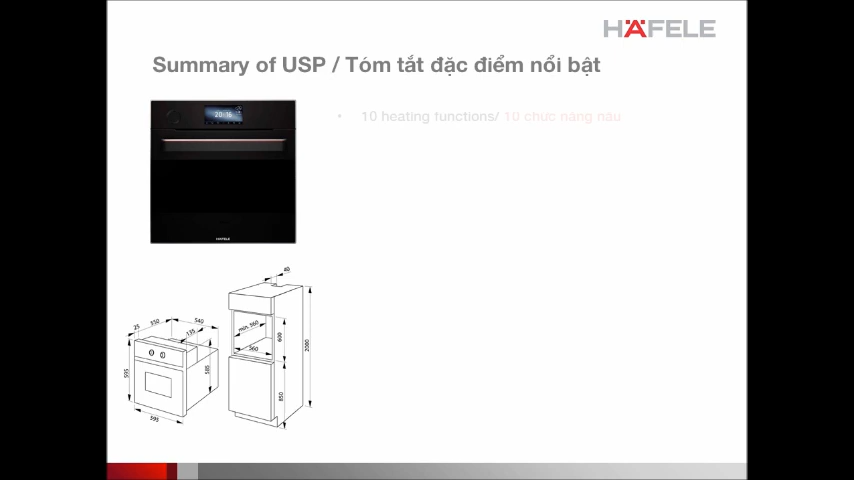 HÄFELE
Summary of USP / Tóm tắt đặc điểm nổi bật
20:16
• 10 heating functions/ 10 chức năng nấu
HÄFELE
40
25
550
540
135
595
585
595
min. 560
560
600
2080
850